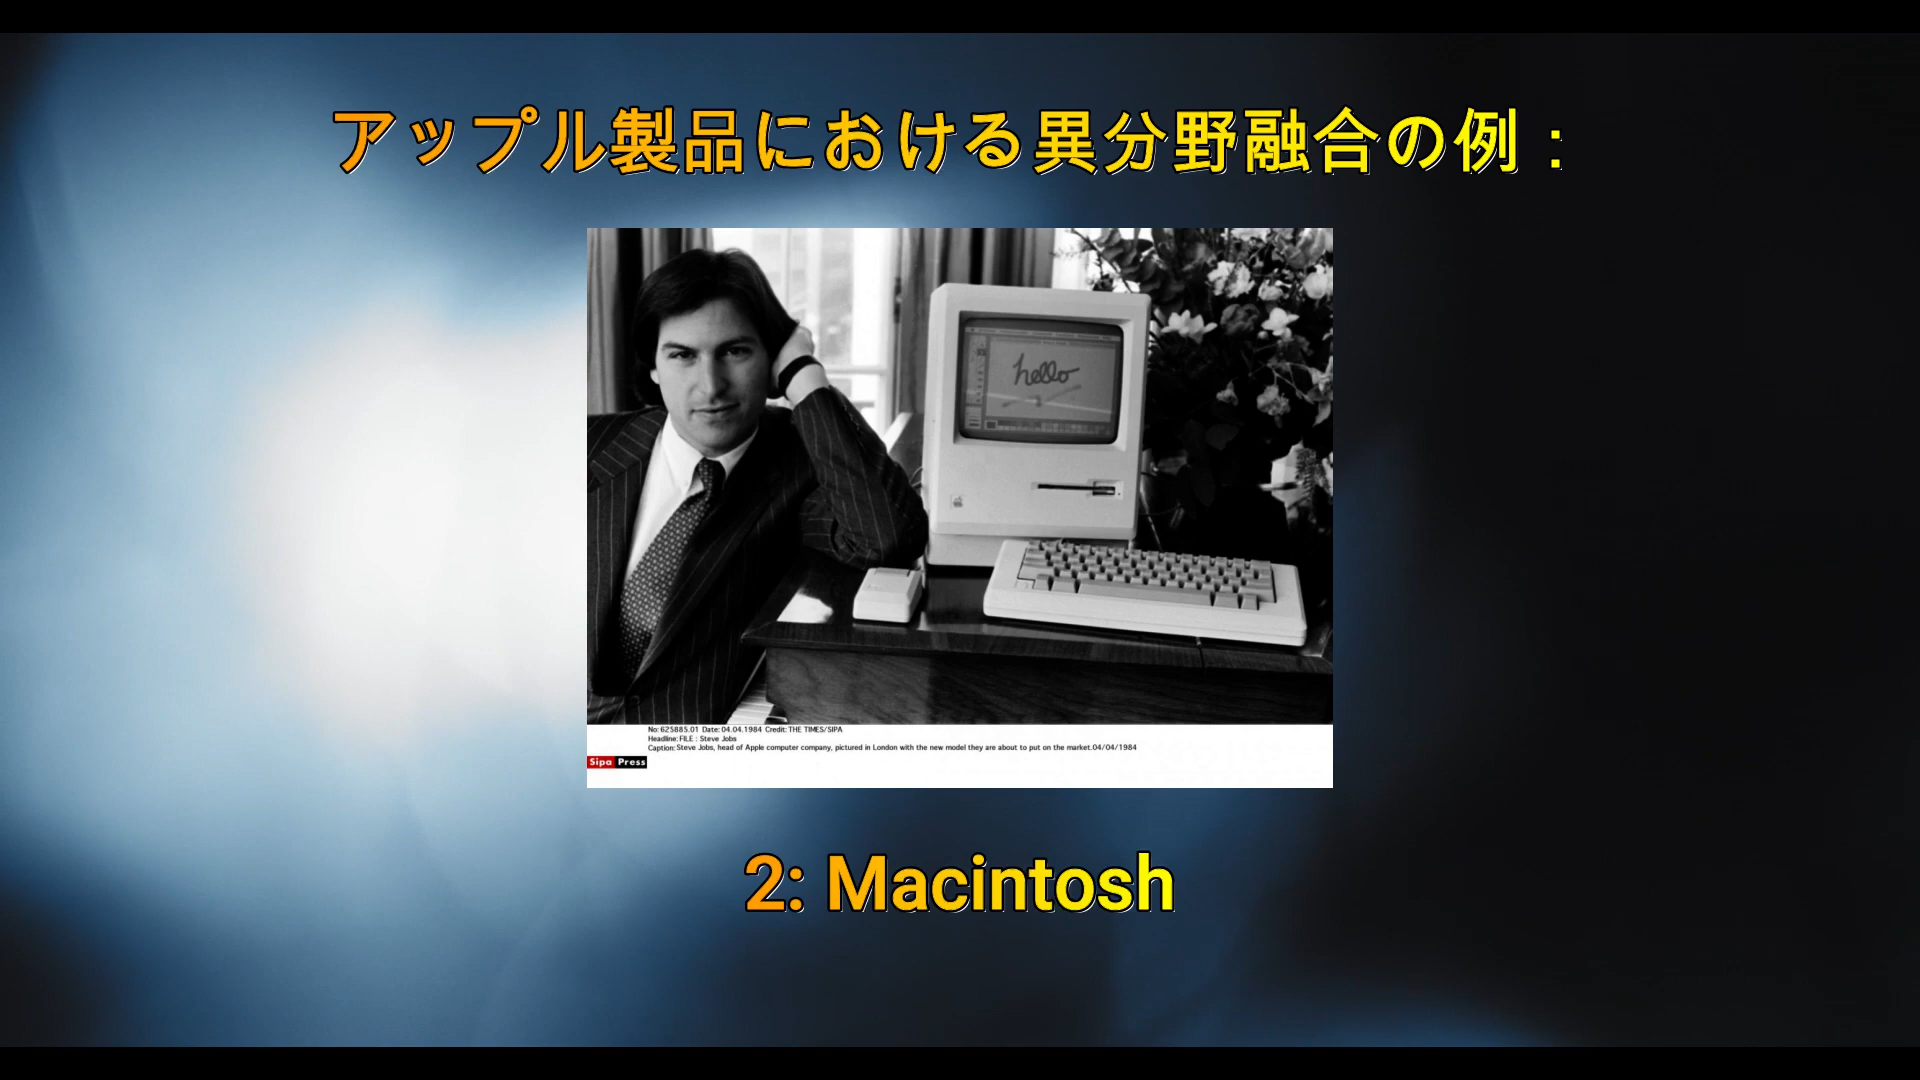 アップル製品における異分野融合の例：
hello
No:625885.01 Date:04.04.1984 Credit:THE TIMES/SIPA
Headline:FILE : Steve Jobs
Caption:Steve Jobs, head of Apple computer company, pictured in London with the new model they are about to put on the market.04/04/1984
Sipa Press
2: Macintosh